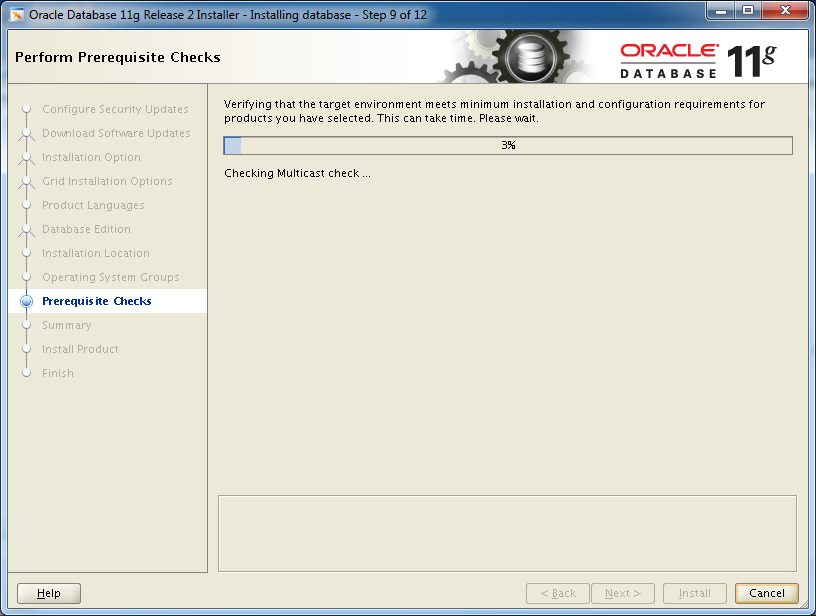 Oracle Database 11g Release 2 Installer - Installing database - Step 9 of 12
Perform Prerequisite Checks
ORACLE
DATABASE
11g
Configure Security Updates
Download Software Updates
Installation Option
Grid Installation Options
Product Languages
Database Edition
Installation Location
Operating System Groups
Prerequisite Checks
Summary
Install Product
Finish
Verifying that the target environment meets minimum installation and configuration requirements for
products you have selected. This can take time. Please wait.
3%
Checking Multicast check ...
Help
< Back
Next >
Install
Cancel